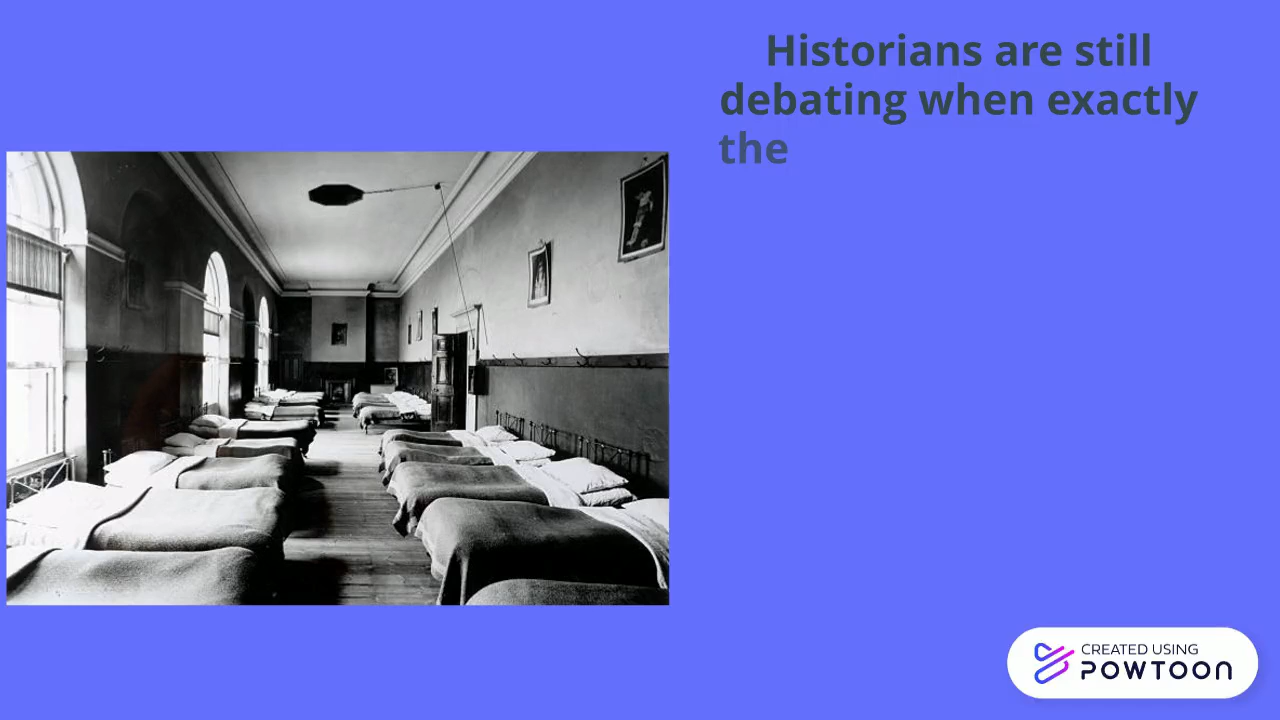 Historians are still
debating when exactly
the
CREATED USING
POWTOON